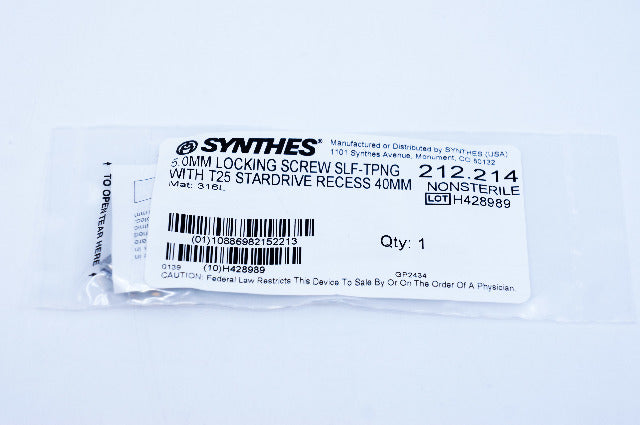 SYNTHES®
Manufactured or Distributed by SYNTHES (USA)
1101 Synthes Avenue, Monument, CO 80132
5.0MM LOCKING SCREW SLF-TPNG
WITH T25 STARDRIVE RECESS 40MM
Mat: 316L
212.214
NONSTERILE
LOT H428989
(01)10886982152213
Qty: 1
0139 (10)H428989
GP2434
CAUTION: Federal Law Restricts This Device To Sale By Or On The Order Of A Physician.
TO OPEN TEAR HERE